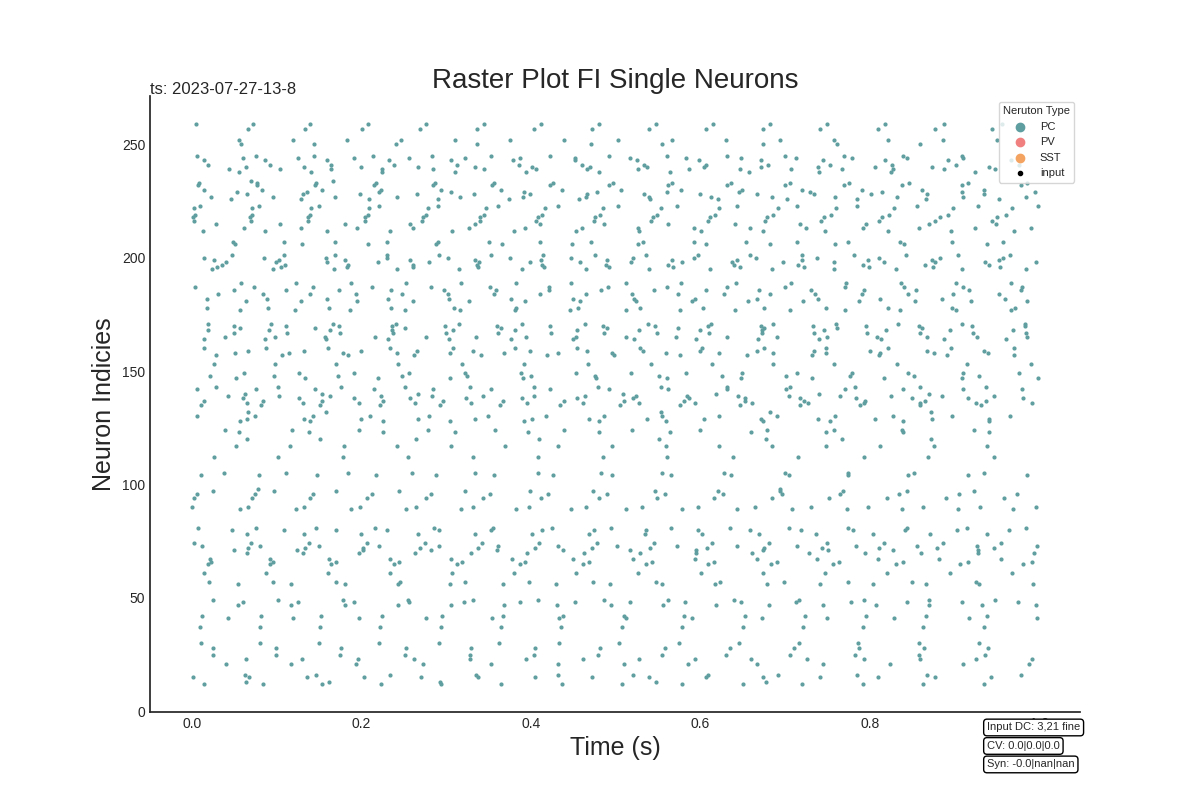 Raster Plot FI Single Neurons
ts: 2023-07-27-13-8
Neruton Type
PC
PV
SST
input
Neuron Indicies
250
200
150
100
50
0
0.0 0.2 0.4 0.6 0.8
Time (s)
Input DC: 3,21 fine
CV: 0.0|0.0|0.0
Syn: -0.0|nan|nan